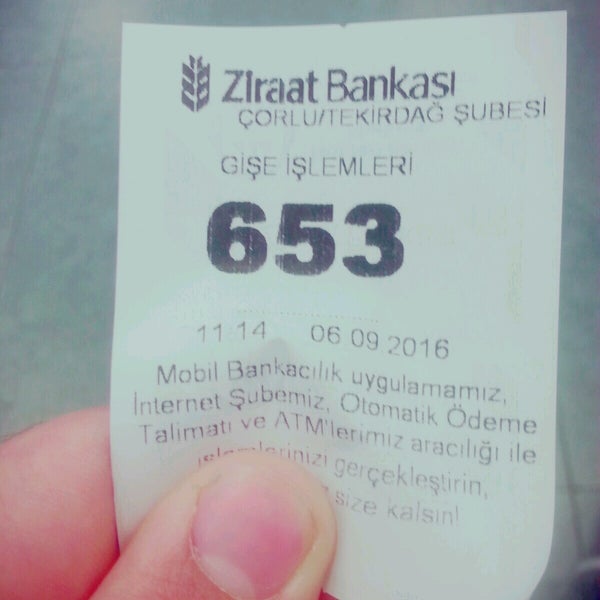 Ziraat Bankası
ÇORLU/TEKİRDAĞ ŞUBESİ
GİŞE İŞLEMLERİ
653
11:14 06.09.2016
Mobil Bankacılık uygulamamız,
İnternet Şubemiz, Otomatik Ödeme
Talimatı ve ATM'lerimiz aracılığı ile
işlemlerinizi gerçekleştirin,
size kalsın!